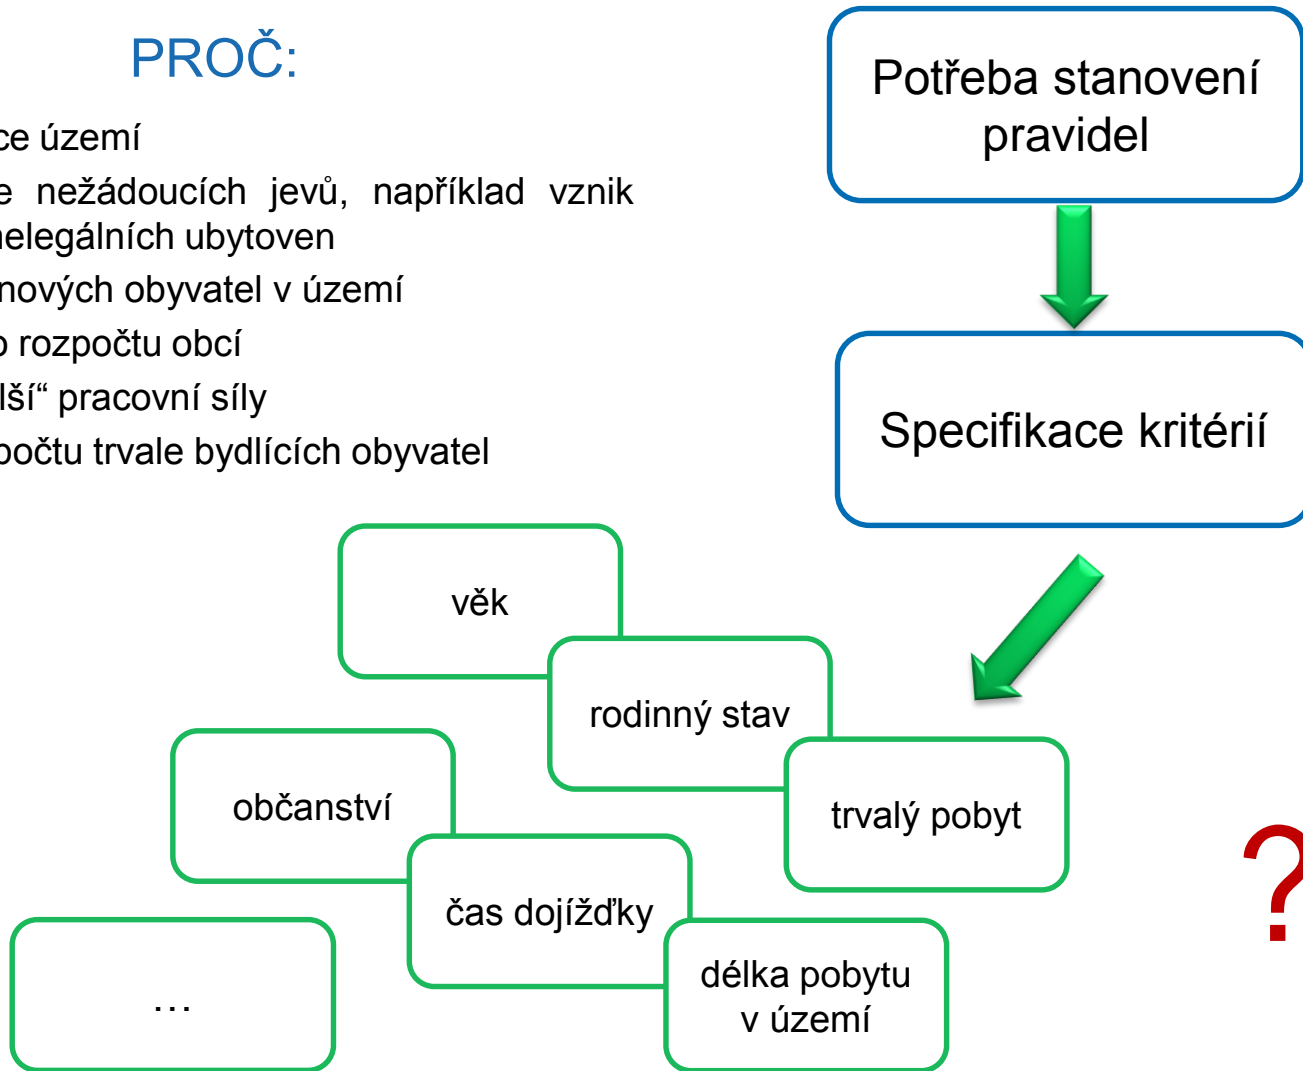 PROČ:
ce území
e nežádoucích jevů, například vznik
nelegálních ubytoven
nových obyvatel v území
o rozpočtu obcí
lší“ pracovní síly
počtu trvale bydlících obyvatel
Potřeba stanovení
pravidel
Specifikace kritérií
věk
rodinný stav
trvalý pobyt
občanství
čas dojížďky
délka pobytu
v území
…
?